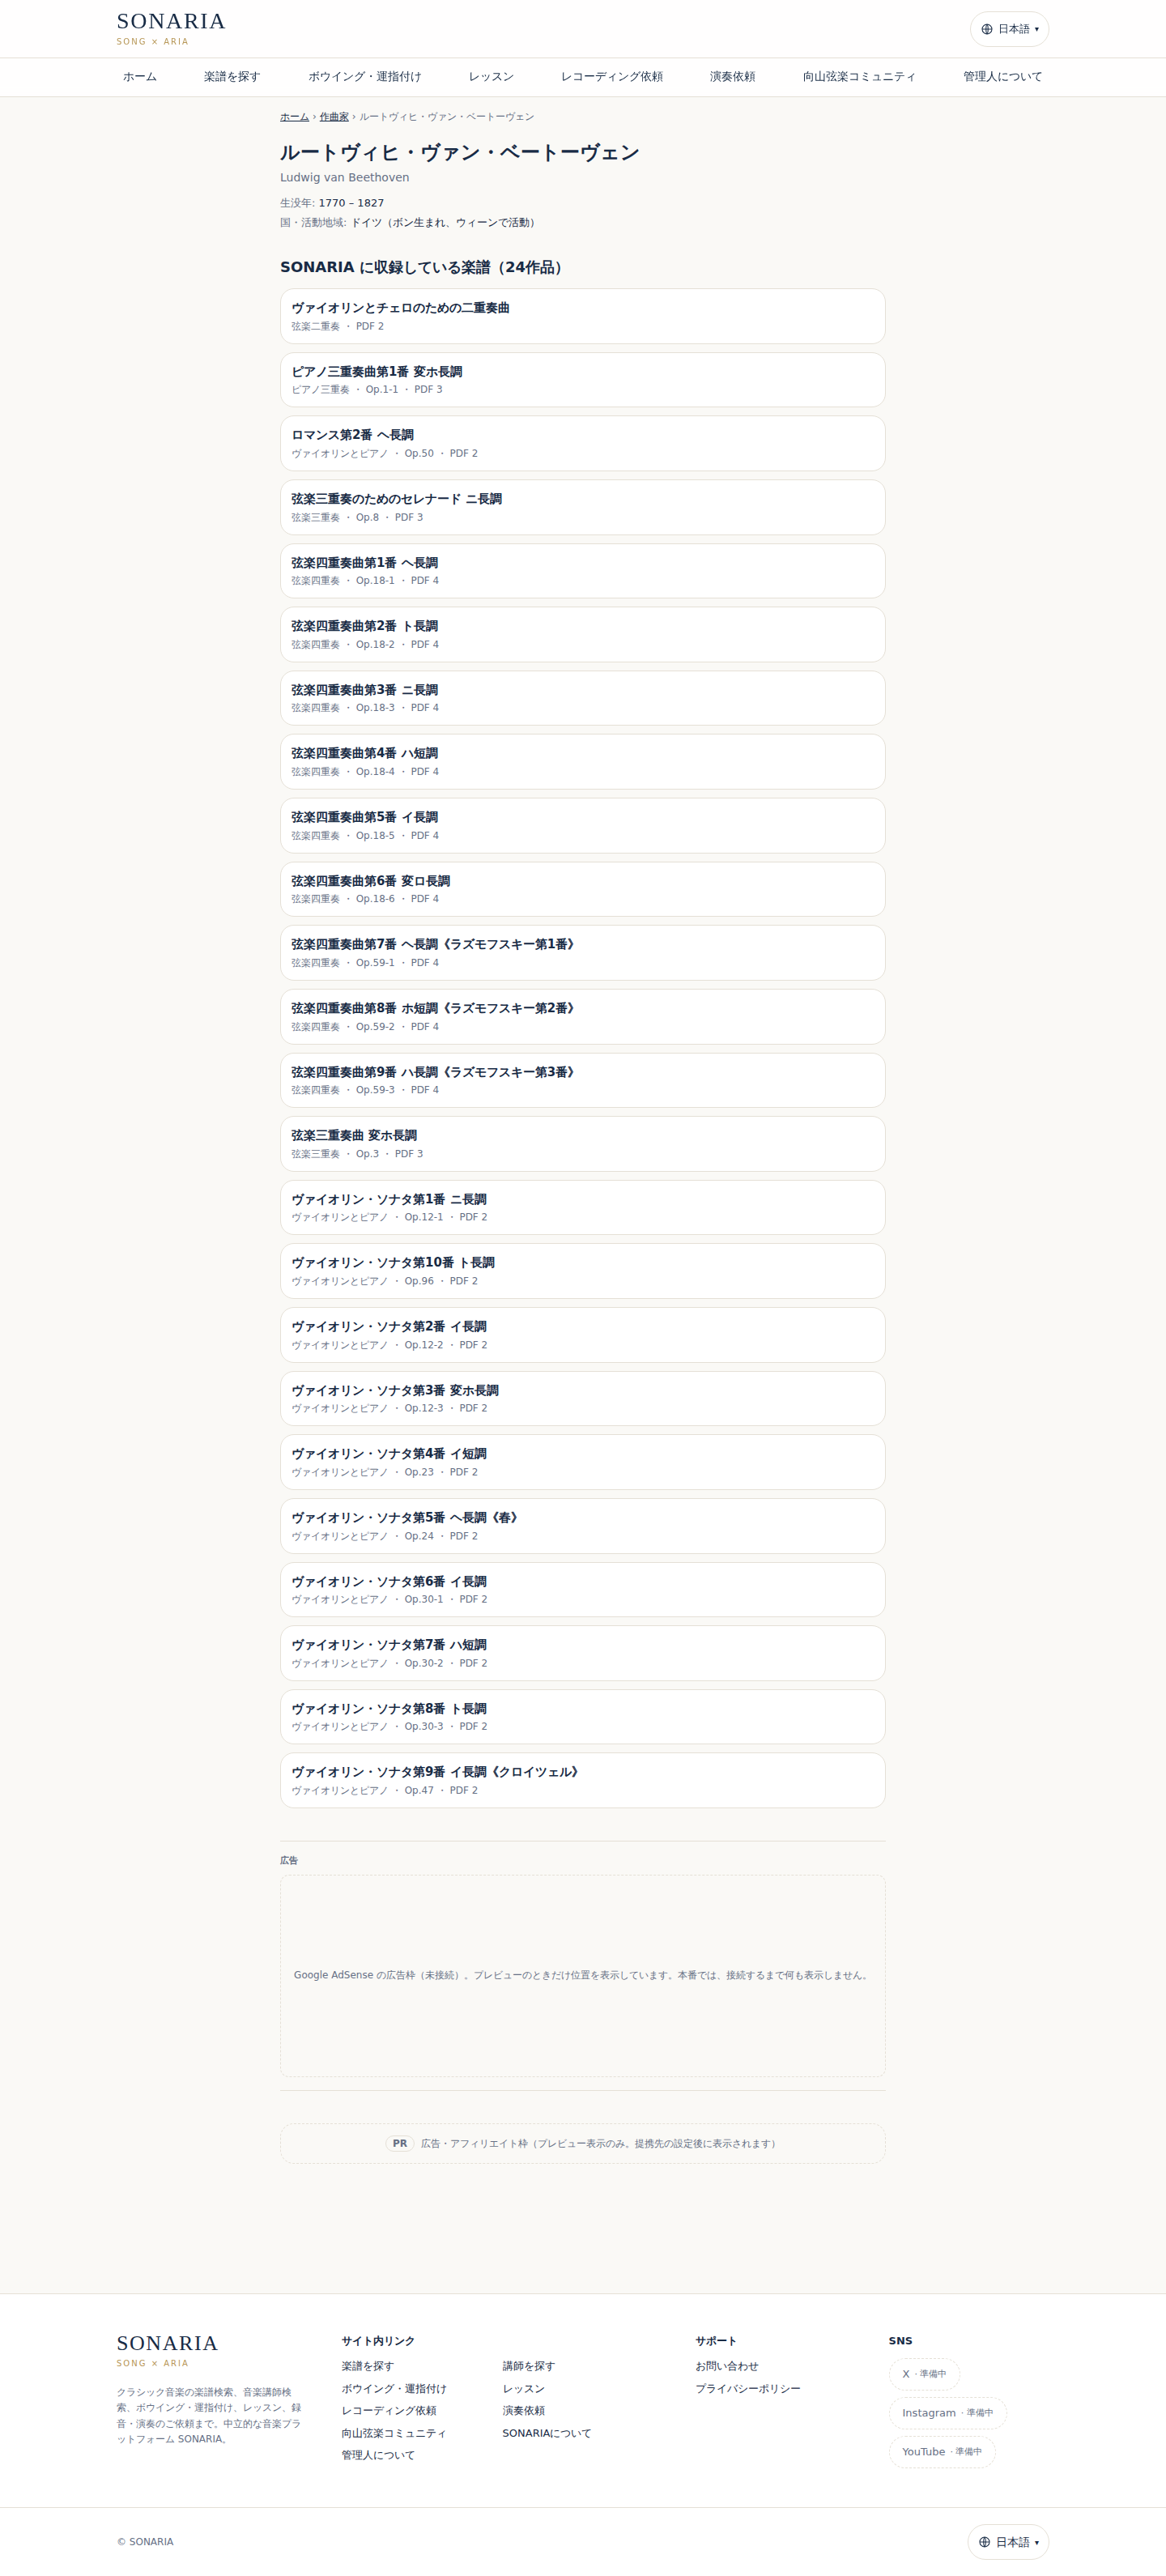 SONARIA
SONG × ARIA
日本語 ▾
ホーム 楽譜を探す ボウイング・運指付け レッスン レコーディング依頼 演奏依頼 向山弦楽コミュニティ 管理人について
ホーム › 作曲家 › ルートヴィヒ・ヴァン・ベートーヴェン
ルートヴィヒ・ヴァン・ベートーヴェン
Ludwig van Beethoven
生没年: 1770 – 1827
国・活動地域: ドイツ（ボン生まれ、ウィーンで活動）
SONARIA に収録している楽譜（24作品）
ヴァイオリンとチェロのための二重奏曲
弦楽二重奏 ・ PDF 2
ピアノ三重奏曲第1番 変ホ長調
ピアノ三重奏 ・ Op.1-1 ・ PDF 3
ロマンス第2番 ヘ長調
ヴァイオリンとピアノ ・ Op.50 ・ PDF 2
弦楽三重奏のためのセレナード ニ長調
弦楽三重奏 ・ Op.8 ・ PDF 3
弦楽四重奏曲第1番 ヘ長調
弦楽四重奏 ・ Op.18-1 ・ PDF 4
弦楽四重奏曲第2番 ト長調
弦楽四重奏 ・ Op.18-2 ・ PDF 4
弦楽四重奏曲第3番 ニ長調
弦楽四重奏 ・ Op.18-3 ・ PDF 4
弦楽四重奏曲第4番 ハ短調
弦楽四重奏 ・ Op.18-4 ・ PDF 4
弦楽四重奏曲第5番 イ長調
弦楽四重奏 ・ Op.18-5 ・ PDF 4
弦楽四重奏曲第6番 変ロ長調
弦楽四重奏 ・ Op.18-6 ・ PDF 4
弦楽四重奏曲第7番 ヘ長調《ラズモフスキー第1番》
弦楽四重奏 ・ Op.59-1 ・ PDF 4
弦楽四重奏曲第8番 ホ短調《ラズモフスキー第2番》
弦楽四重奏 ・ Op.59-2 ・ PDF 4
弦楽四重奏曲第9番 ハ長調《ラズモフスキー第3番》
弦楽四重奏 ・ Op.59-3 ・ PDF 4
弦楽三重奏曲 変ホ長調
弦楽三重奏 ・ Op.3 ・ PDF 3
ヴァイオリン・ソナタ第1番 ニ長調
ヴァイオリンとピアノ ・ Op.12-1 ・ PDF 2
ヴァイオリン・ソナタ第10番 ト長調
ヴァイオリンとピアノ ・ Op.96 ・ PDF 2
ヴァイオリン・ソナタ第2番 イ長調
ヴァイオリンとピアノ ・ Op.12-2 ・ PDF 2
ヴァイオリン・ソナタ第3番 変ホ長調
ヴァイオリンとピアノ ・ Op.12-3 ・ PDF 2
ヴァイオリン・ソナタ第4番 イ短調
ヴァイオリンとピアノ ・ Op.23 ・ PDF 2
ヴァイオリン・ソナタ第5番 ヘ長調《春》
ヴァイオリンとピアノ ・ Op.24 ・ PDF 2
ヴァイオリン・ソナタ第6番 イ長調
ヴァイオリンとピアノ ・ Op.30-1 ・ PDF 2
ヴァイオリン・ソナタ第7番 ハ短調
ヴァイオリンとピアノ ・ Op.30-2 ・ PDF 2
ヴァイオリン・ソナタ第8番 ト長調
ヴァイオリンとピアノ ・ Op.30-3 ・ PDF 2
ヴァイオリン・ソナタ第9番 イ長調《クロイツェル》
ヴァイオリンとピアノ ・ Op.47 ・ PDF 2
広告
Google AdSense の広告枠（未接続）。プレビューのときだけ位置を表示しています。本番では、接続するまで何も表示しません。
PR 広告・アフィリエイト枠（プレビュー表示のみ。提携先の設定後に表示されます）
SONARIA
SONG × ARIA
クラシック音楽の楽譜検索、音楽講師検
索、ボウイング・運指付け、レッスン、録
音・演奏のご依頼まで。中立的な音楽プラ
ットフォーム SONARIA。
サイト内リンク
楽譜を探す
ボウイング・運指付け
レコーディング依頼
向山弦楽コミュニティ
管理人について
講師を探す
レッスン
演奏依頼
SONARIAについて
サポート
お問い合わせ
プライバシーポリシー
SNS
X ・準備中
Instagram ・準備中
YouTube ・準備中
© SONARIA
日本語 ▾